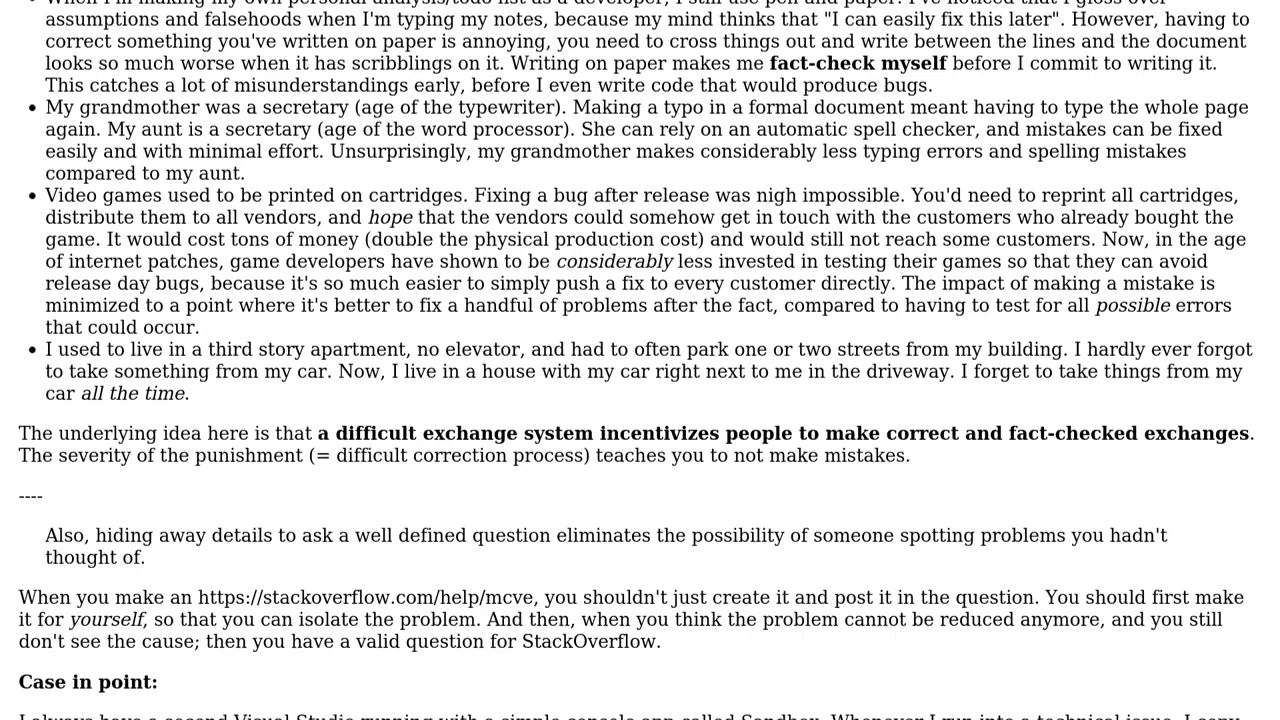 assumptions and falsehoods when I'm typing my notes, because my mind thinks that "I can easily fix this later". However, having to
correct something you've written on paper is annoying, you need to cross things out and write between the lines and the document
looks so much worse when it has scribblings on it. Writing on paper makes me fact-check myself before I commit to writing it.
This catches a lot of misunderstandings early, before I even write code that would produce bugs.
• My grandmother was a secretary (age of the typewriter). Making a typo in a formal document meant having to type the whole page
again. My aunt is a secretary (age of the word processor). She can rely on an automatic spell checker, and mistakes can be fixed
easily and with minimal effort. Unsurprisingly, my grandmother makes considerably less typing errors and spelling mistakes
compared to my aunt.
• Video games used to be printed on cartridges. Fixing a bug after release was nigh impossible. You'd need to reprint all cartridges,
distribute them to all vendors, and hope that the vendors could somehow get in touch with the customers who already bought the
game. It would cost tons of money (double the physical production cost) and would still not reach some customers. Now, in the age
of internet patches, game developers have shown to be considerably less invested in testing their games so that they can avoid
release day bugs, because it's so much easier to simply push a fix to every customer directly. The impact of making a mistake is
minimized to a point where it's better to fix a handful of problems after the fact, compared to having to test for all possible errors
that could occur.
• I used to live in a third story apartment, no elevator, and had to often park one or two streets from my building. I hardly ever forgot
to take something from my car. Now, I live in a house with my car right next to me in the driveway. I forget to take things from my
car all the time.
The underlying idea here is that a difficult exchange system incentivizes people to make correct and fact-checked exchanges.
The severity of the punishment (= difficult correction process) teaches you to not make mistakes.
----
Also, hiding away details to ask a well defined question eliminates the possibility of someone spotting problems you hadn't
thought of.
When you make an https://stackoverflow.com/help/mcve, you shouldn't just create it and post it in the question. You should first make
it for yourself, so that you can isolate the problem. And then, when you think the problem cannot be reduced anymore, and you still
don't see the cause; then you have a valid question for StackOverflow.
Case in point: